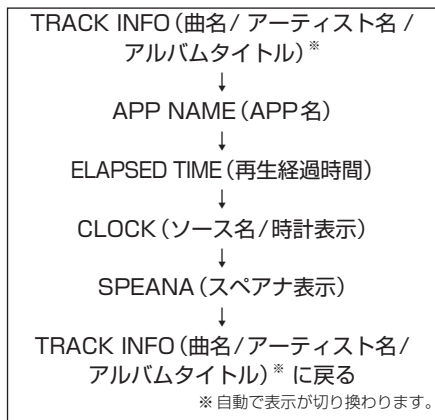 TRACK INFO（曲名/ アーティスト名 /
アルバムタイトル）※
↓
APP NAME（APP名）
↓
ELAPSED TIME（再生経過時間）
↓
CLOCK（ソース名/時計表示）
↓
SPEANA（スペアナ表示）
↓
TRACK INFO（曲名/アーティスト名/
アルバムタイトル）※ に戻る
※自動で表示が切り換わります。